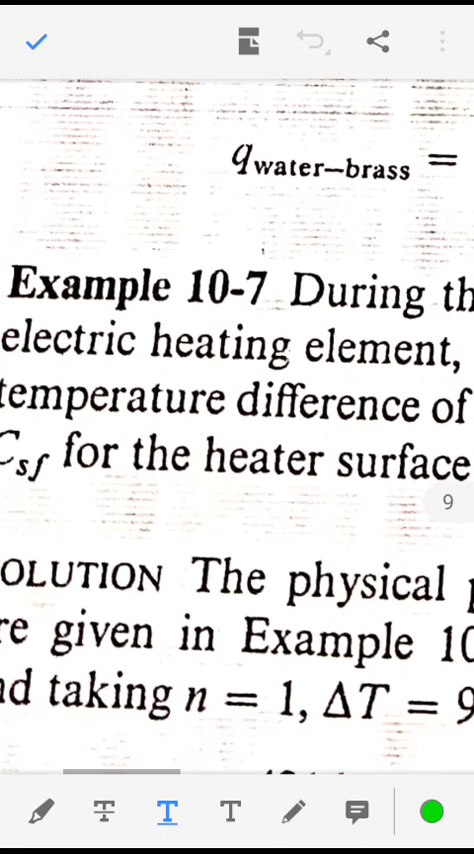 q water–brass =
Example 10-7 During th
electric heating element,
temperature difference of
Csf for the heater surface
9
OLUTION The physical
re given in Example 10
nd taking n = 1, ΔT = 9